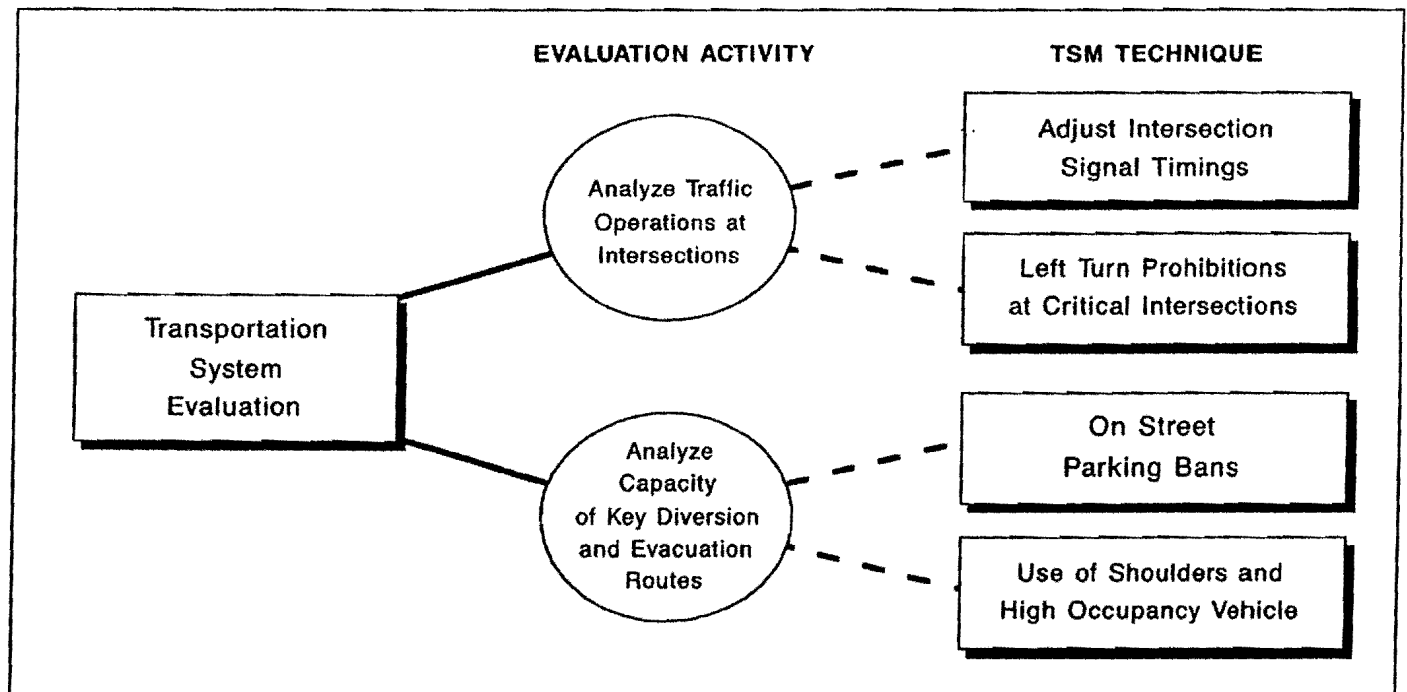 EVALUATION ACTIVITY
TSM TECHNIQUE
Transportation
System
Evaluation
Analyze Traffic
Operations at
Intersections
Adjust Intersection
Signal Timings
Left Turn Prohibitions
at Critical Intersections
Analyze
Capacity
of Key Diversion
and Evacuation
Routes
On Street
Parking Bans
Use of Shoulders and
High Occupancy Vehicle